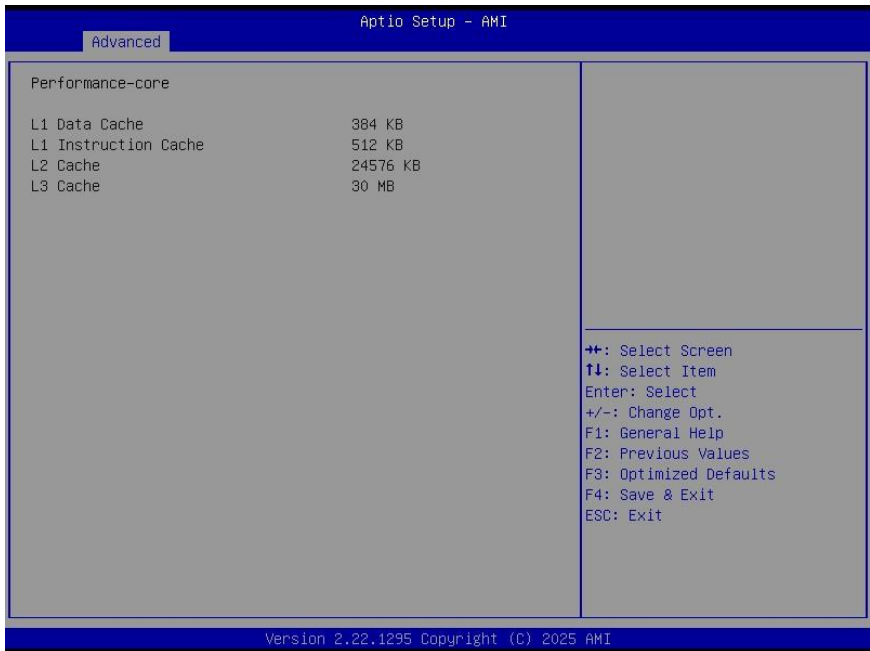 Aptio Setup – AMI
Advanced
Performance-core
L1 Data Cache 384 KB
L1 Instruction Cache 512 KB
L2 Cache 24576 KB
L3 Cache 30 MB
→←: Select Screen
↑↓: Select Item
Enter: Select
+/-: Change Opt.
F1: General Help
F2: Previous Values
F3: Optimized Defaults
F4: Save & Exit
ESC: Exit
Version 2.22.1295 Copyright (C) 2025 AMI